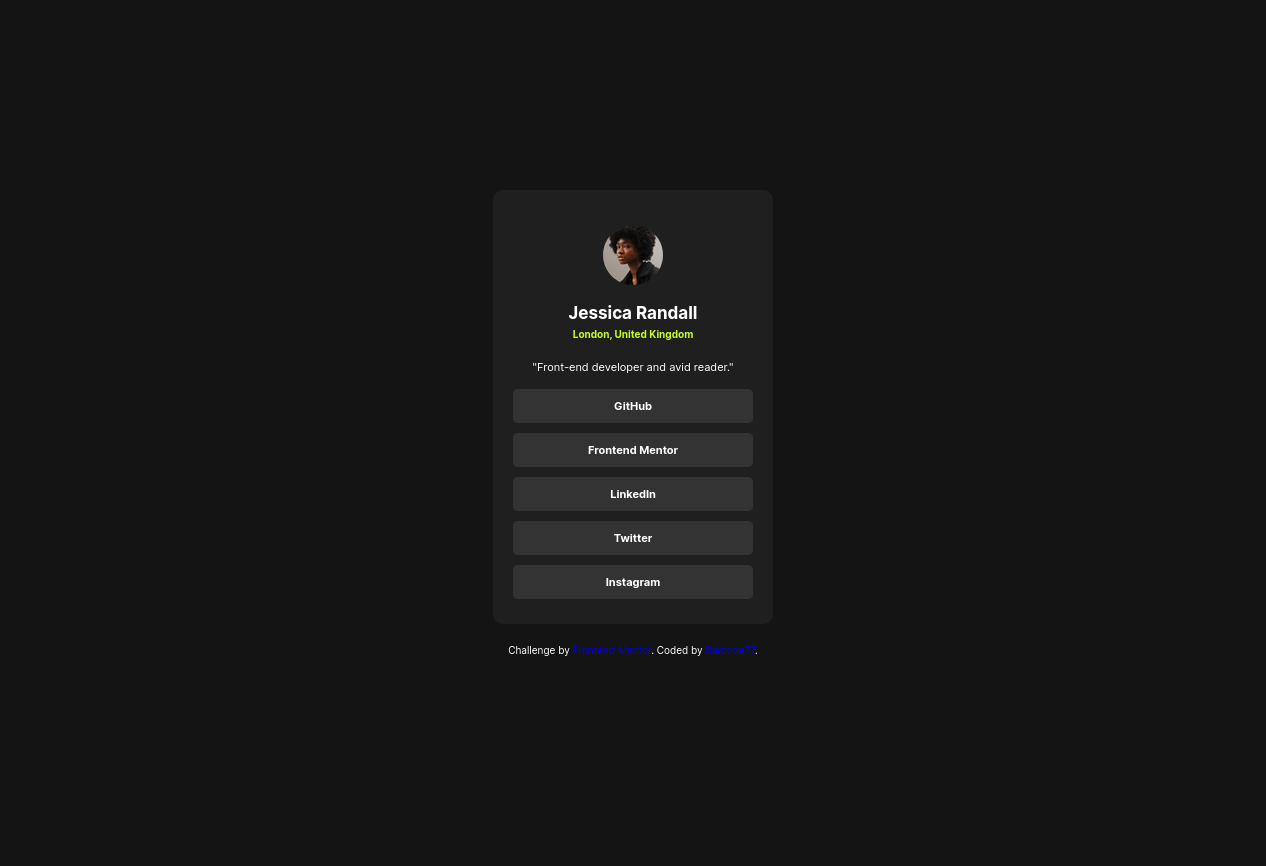 Jessica Randall
London, United Kingdom
"Front-end developer and avid reader."
GitHub
Frontend Mentor
LinkedIn
Twitter
Instagram
Challenge by Frontend Mentor. Coded by